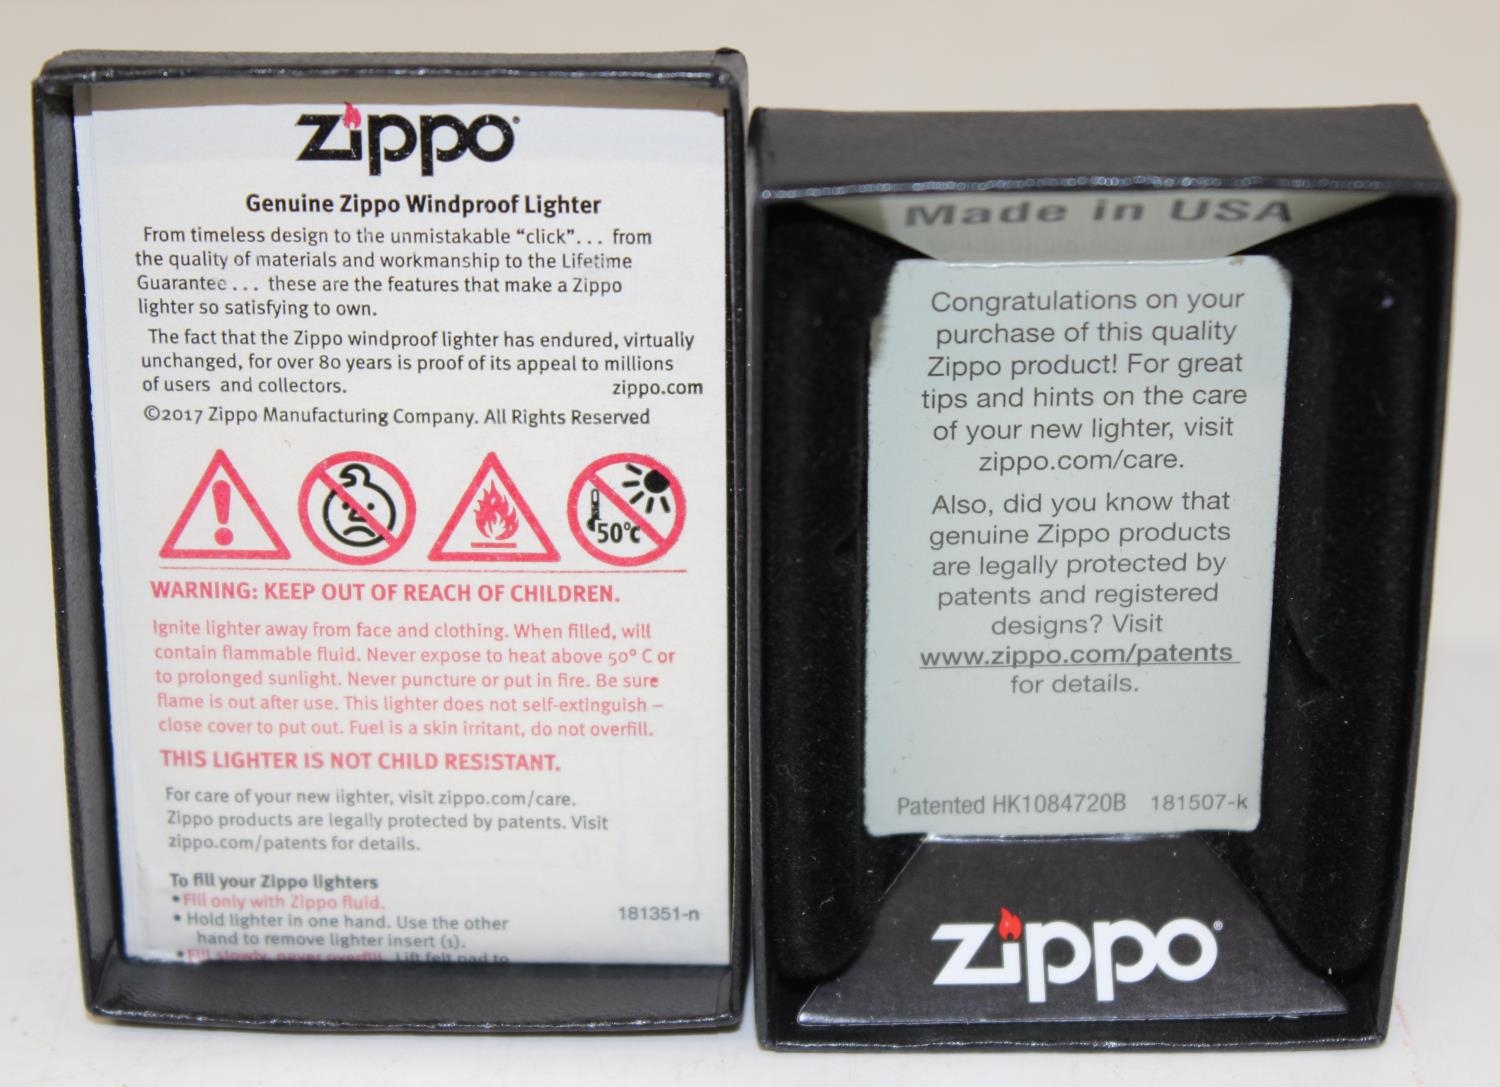 zippo
Genuine Zippo Windproof Lighter
From timeless design to the unmistakable “click”... from
the quality of materials and workmanship to the Lifetime
Guarantee ... these are the features that make a Zippo
lighter so satisfying to own.
The fact that the Zippo windproof lighter has endured, virtually
unchanged, for over 80 years is proof of its appeal to millions
of users and collectors. zippo.com
©2017 Zippo Manufacturing Company. All Rights Reserved
50°C
WARNING: KEEP OUT OF REACH OF CHILDREN.
Ignite lighter away from face and clothing. When filled, will
contain flammable fluid. Never expose to heat above 50° C or
to prolonged sunlight. Never puncture or put in fire. Be sure
flame is out after use. This lighter does not self-extinguish –
close cover to put out. Fuel is a skin irritant, do not overfill.
THIS LIGHTER IS NOT CHILD RESISTANT.
For care of your new lighter, visit zippo.com/care.
Zippo products are legally protected by patents. Visit
zippo.com/patents for details.
To fill your Zippo lighters
• Fill only with Zippo fluid.
• Hold lighter in one hand. Use the other
hand to remove lighter insert (1).
• Fill slowly, never overfill. Lift felt pad to
181351-n
Made in USA
Congratulations on your
purchase of this quality
Zippo product! For great
tips and hints on the care
of your new lighter, visit
zippo.com/care.
Also, did you know that
genuine Zippo products
are legally protected by
patents and registered
designs? Visit
www.zippo.com/patents
for details.
Patented HK1084720B 181507-k
zippo®